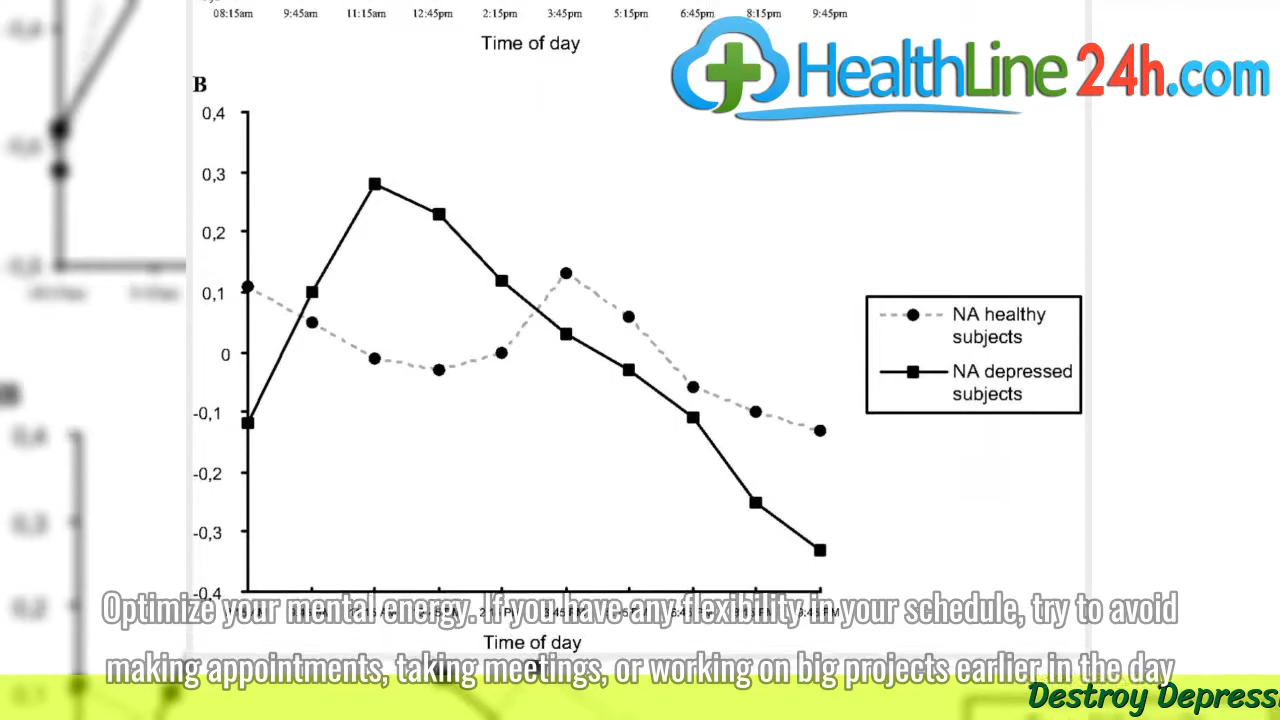 08:15am 9:45am 11:15am 12:45pm 2:15pm 3:45pm 5:15pm 6:45pm 8:15pm 9:45pm
Time of day
HealthLine24h.com
B
0,4
0,3
0,2
0,1
0
-0,1
-0,2
-0,3
-0,4
NA healthy
subjects
NA depressed
subjects
Time of day
Optimize your mental energy. If you have any flexibility in your schedule, try to avoid
making appointments, taking meetings, or working on big projects earlier in the day
Destroy Depress